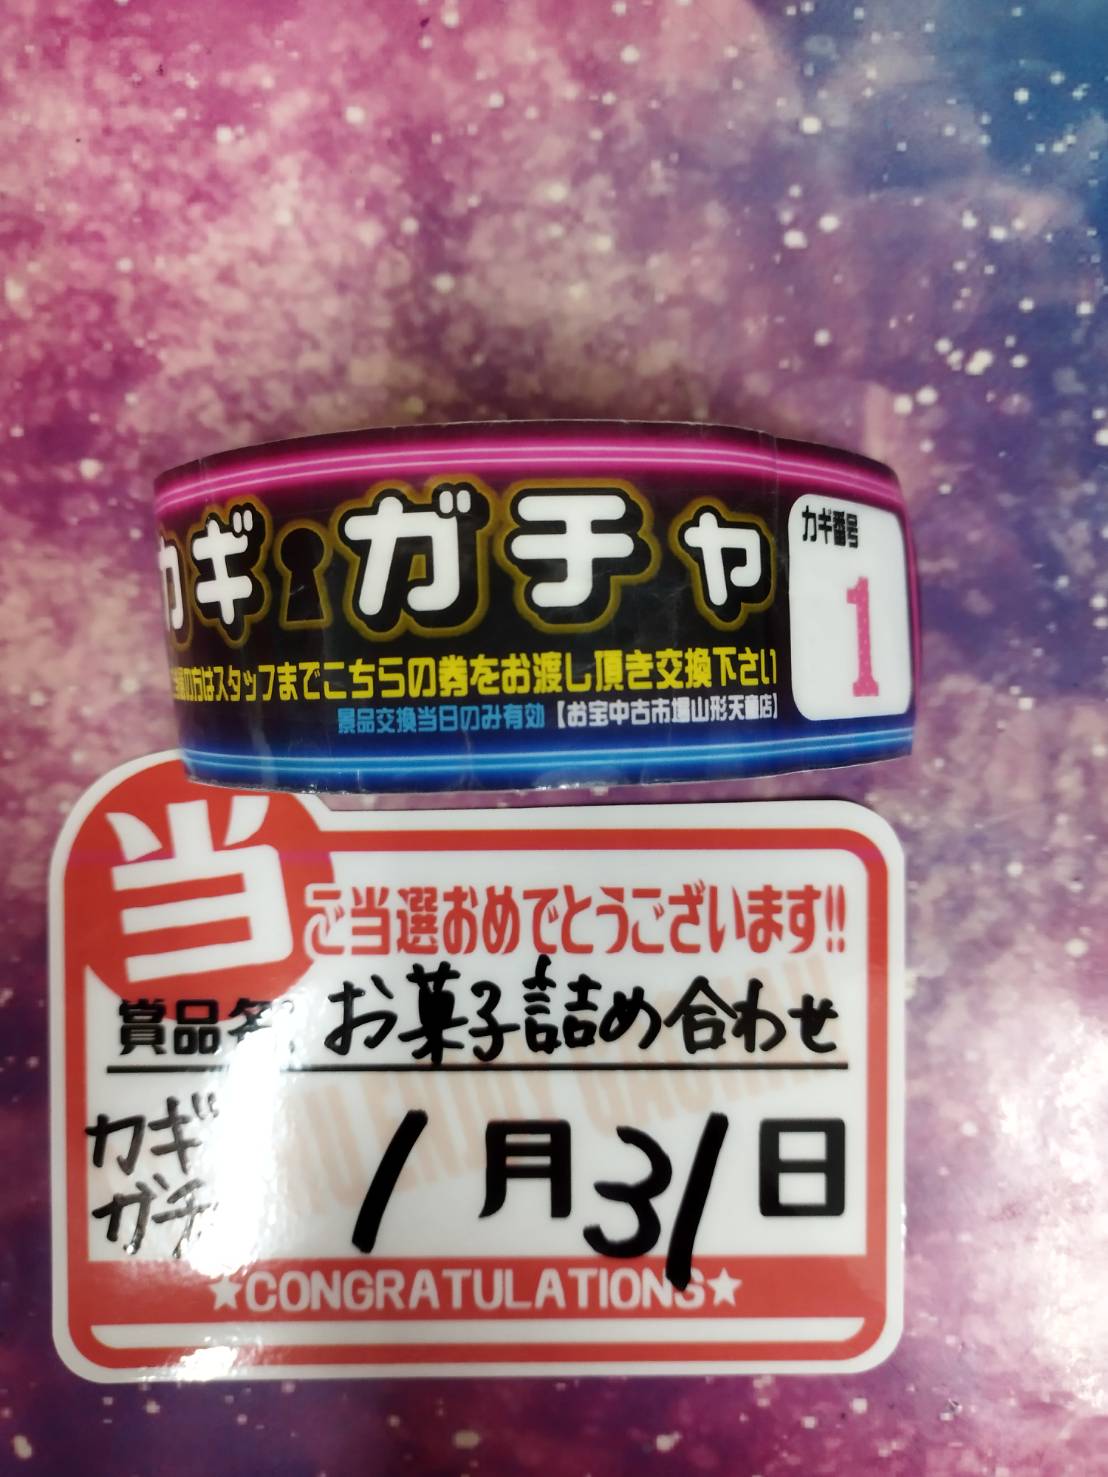 カギ・ガチャ
カギ番号
1
の方はスタッフまでこちらの券をお渡し頂き交換下さい
景品交換当日のみ有効【お宝中古市場山形天童店】
当
ご当選おめでとうございます!!
賞品名 お菓子詰め合わせ
カギ
ガチ
1月31日
★CONGRATULATIONS★